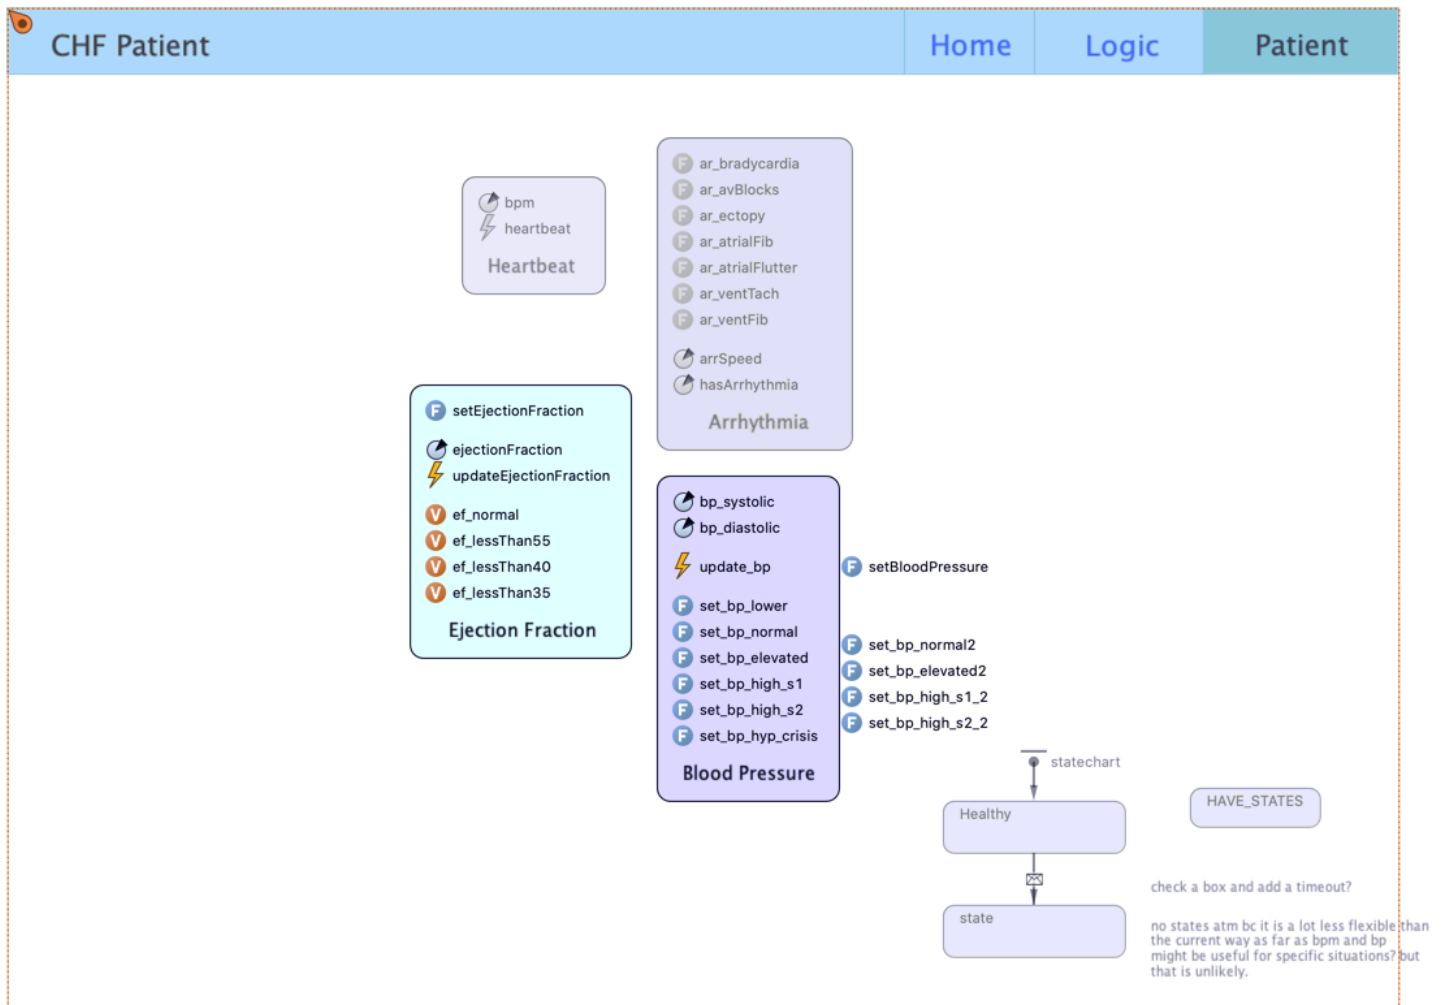 CHF Patient
Home
Logic
Patient
bpm
heartbeat
Heartbeat
F ar_bradycardia
F ar_avBlocks
F ar_ectopy
F ar_atrialFib
F ar_atrialFlutter
F ar_ventTach
F ar_ventFib
arrSpeed
hasArrhythmia
Arrhythmia
F setEjectionFraction
ejectionFraction
updateEjectionFraction
V ef_normal
V ef_lessThan55
V ef_lessThan40
V ef_lessThan35
Ejection Fraction
bp_systolic
bp_diastolic
update_bp
F set_bp_lower
F set_bp_normal
F set_bp_elevated
F set_bp_high_s1
F set_bp_high_s2
F set_bp_hyp_crisis
Blood Pressure
F setBloodPressure
F set_bp_normal2
F set_bp_elevated2
F set_bp_high_s1_2
F set_bp_high_s2_2
statechart
Healthy
state
HAVE_STATES
check a box and add a timeout?
no states atm bc it is a lot less flexible than
the current way as far as bpm and bp
might be useful for specific situations? but
that is unlikely.